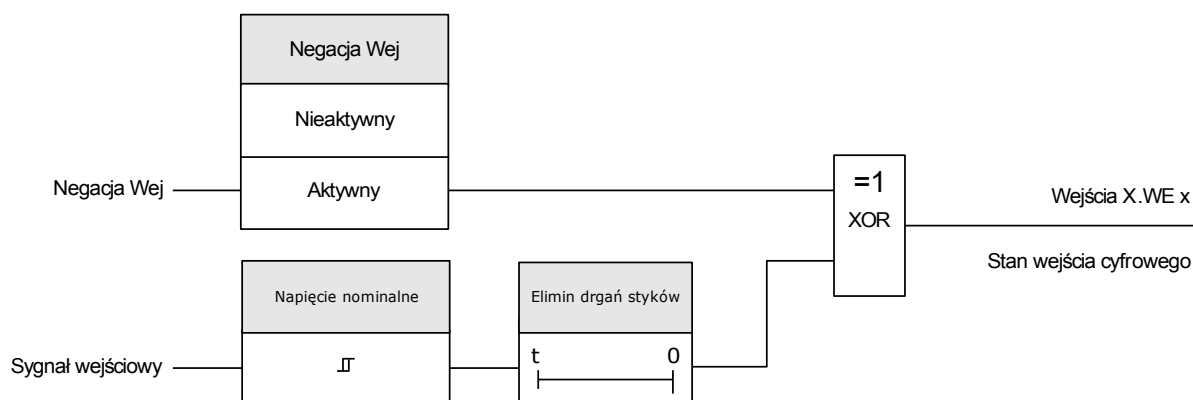 Negacja Wej
Nieaktywny
Negacja Wej
Aktywny
=1
XOR
Wejścia X.WE x
Stan wejścia cyfrowego
Napięcie nominalne
Elimin drgań styków
Sygnał wejściowy
t
0